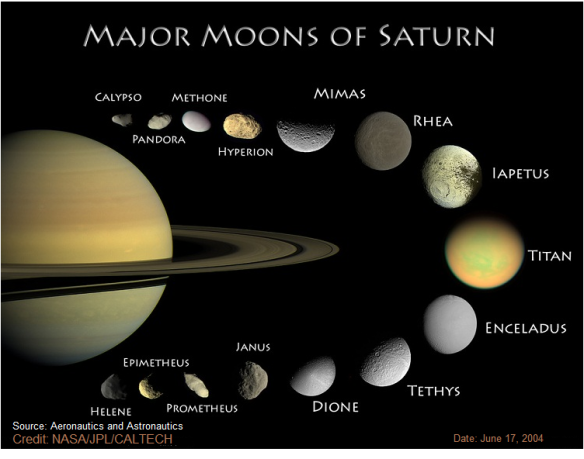 Major Moons of Saturn
Calypso
Methone
Mimas
Pandora
Hyperion
Rhea
Iapetus
Titan
Enceladus
Tethys
Dione
Janus
Epimetheus
Prometheus
Helene
Source: Aeronautics and Astronautics
Credit: NASA/JPL/CALTECH
Date: June 17, 2004